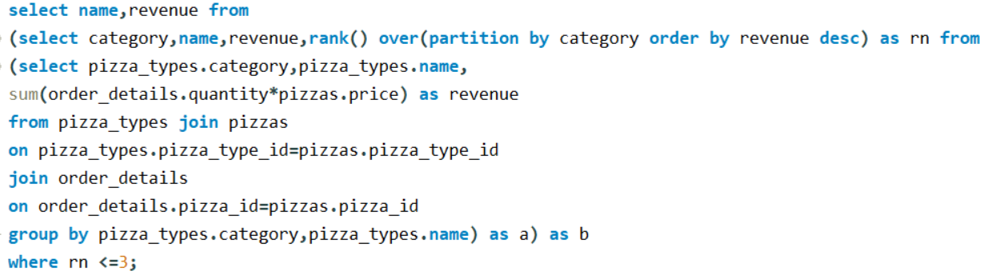 select name,revenue from
(select category,name,revenue,rank() over(partition by category order by revenue desc) as rn from
(select pizza_types.category,pizza_types.name,
sum(order_details.quantity*pizzas.price) as revenue
from pizza_types join pizzas
on pizza_types.pizza_type_id=pizzas.pizza_type_id
join order_details
on order_details.pizza_id=pizzas.pizza_id
group by pizza_types.category,pizza_types.name) as a) as b
where rn <=3;